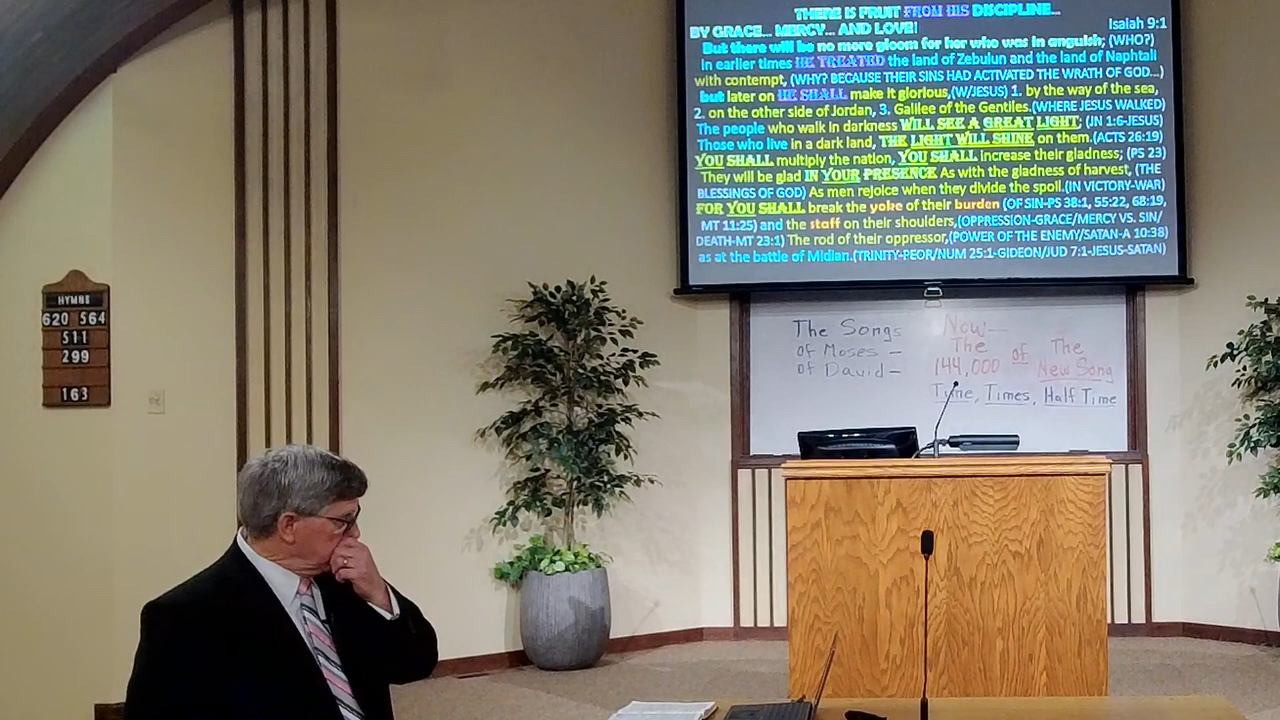 THERE IS FRUIT FROM HIS DISCIPLINE...
BY GRACE... MERCY... AND LOVE! Isaiah 9:1
But there will be no more gloom for her who was in anguish; (WHO?)
In earlier times HE TREATED the land of Zebulun and the land of Naphtali
with contempt, (WHY? BECAUSE THEIR SINS HAD ACTIVATED THE WRATH OF GOD...)
but later on HE SHALL make it glorious,(W/JESUS) 1. by the way of the sea,
2. on the other side of Jordan, 3. Galilee of the Gentiles.(WHERE JESUS WALKED)
The people who walk in darkness WILL SEE A GREAT LIGHT; (JN 1:6-JESUS)
Those who live in a dark land, THE LIGHT WILL SHINE on them.(ACTS 26:19)
YOU SHALL multiply the nation, YOU SHALL increase their gladness; (PS 23)
They will be glad IN YOUR PRESENCE As with the gladness of harvest, (THE
BLESSINGS OF GOD) As men rejoice when they divide the spoil.(IN VICTORY-WAR)
FOR YOU SHALL break the yoke of their burden (OF SIN-PS 38:1, 55:22, 68:19,
MT 11:25) and the staff on their shoulders,(OPPRESSION-GRACE/MERCY VS. SIN/
DEATH-MT 23:1) The rod of their oppressor,(POWER OF THE ENEMY/SATAN-A 10:38)
as at the battle of Midian.(TRINITY-PEOR/NUM 25:1-GIDEON/JUD 7:1-JESUS-SATAN)
HYMNS
620 564
511
299
163
The Songs
of Moses -
of David -
Now-
The of The
144,000 New Song
Time, Times, Half Time